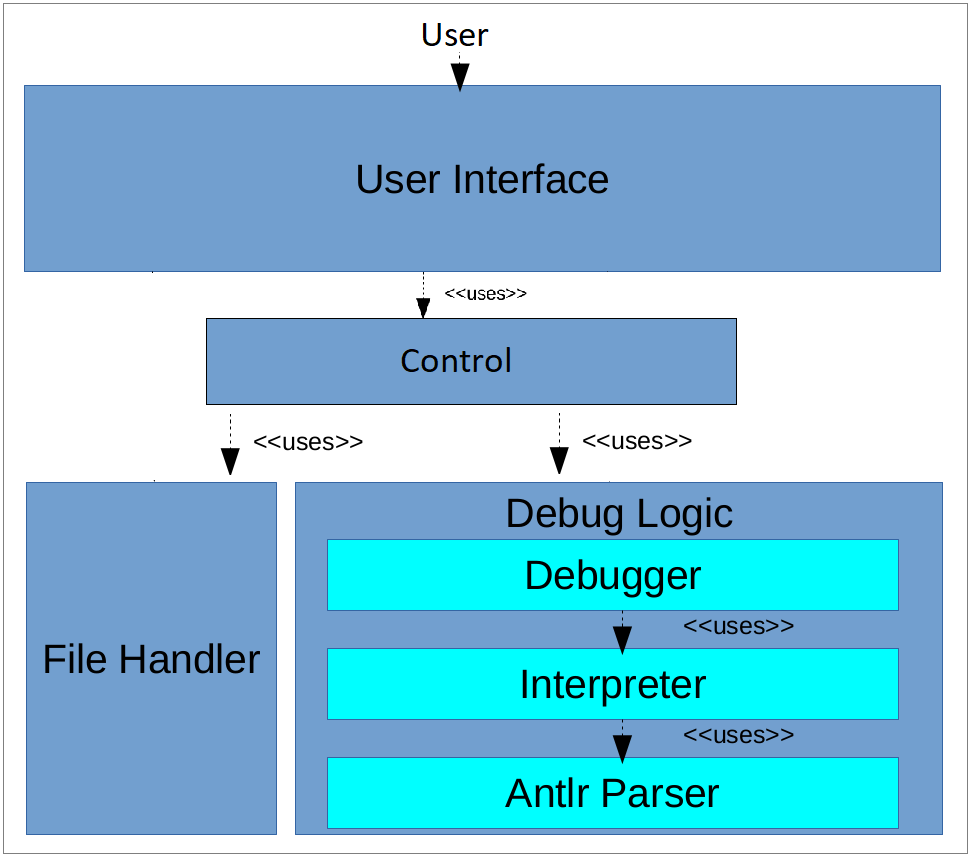 User
User Interface
<<uses>>
Control
<<uses>>
<<uses>>
Debug Logic
Debugger
<<uses>>
File Handler
Interpreter
<<uses>>
Antlr Parser